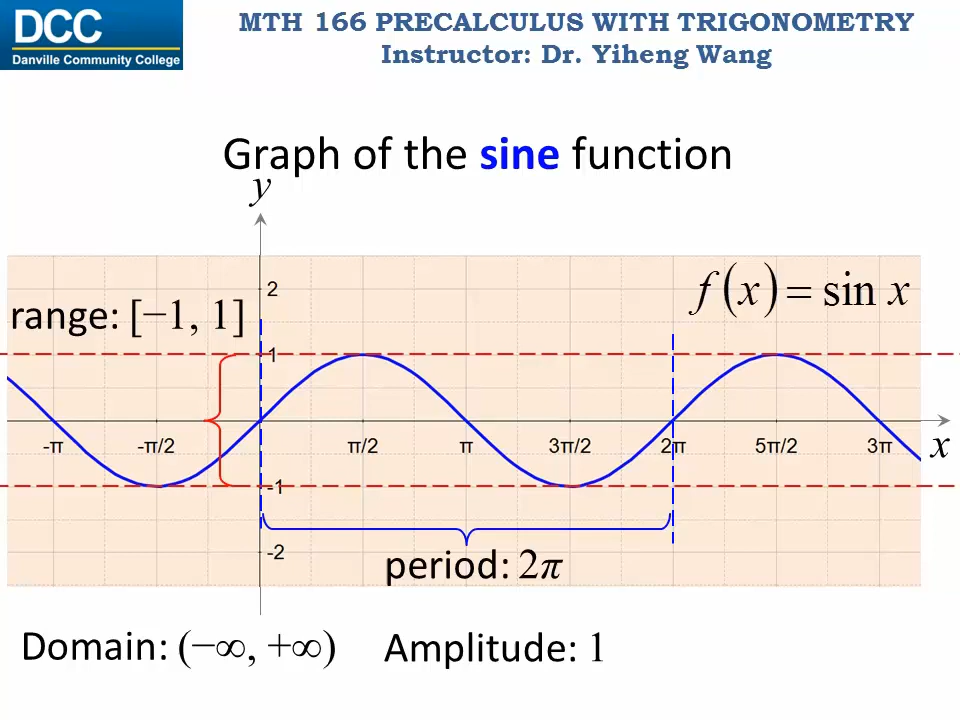 DCC
Danville Community College
MTH 166 PRECALCULUS WITH TRIGONOMETRY
Instructor: Dr. Yiheng Wang
Graph of the sine function
y
f(x) = sin x
2
range: [−1, 1]
1
-π -π/2 π/2 π 3π/2 2π 5π/2 3π x
-1
-2
period: 2π
Domain: (−∞, +∞) Amplitude: 1